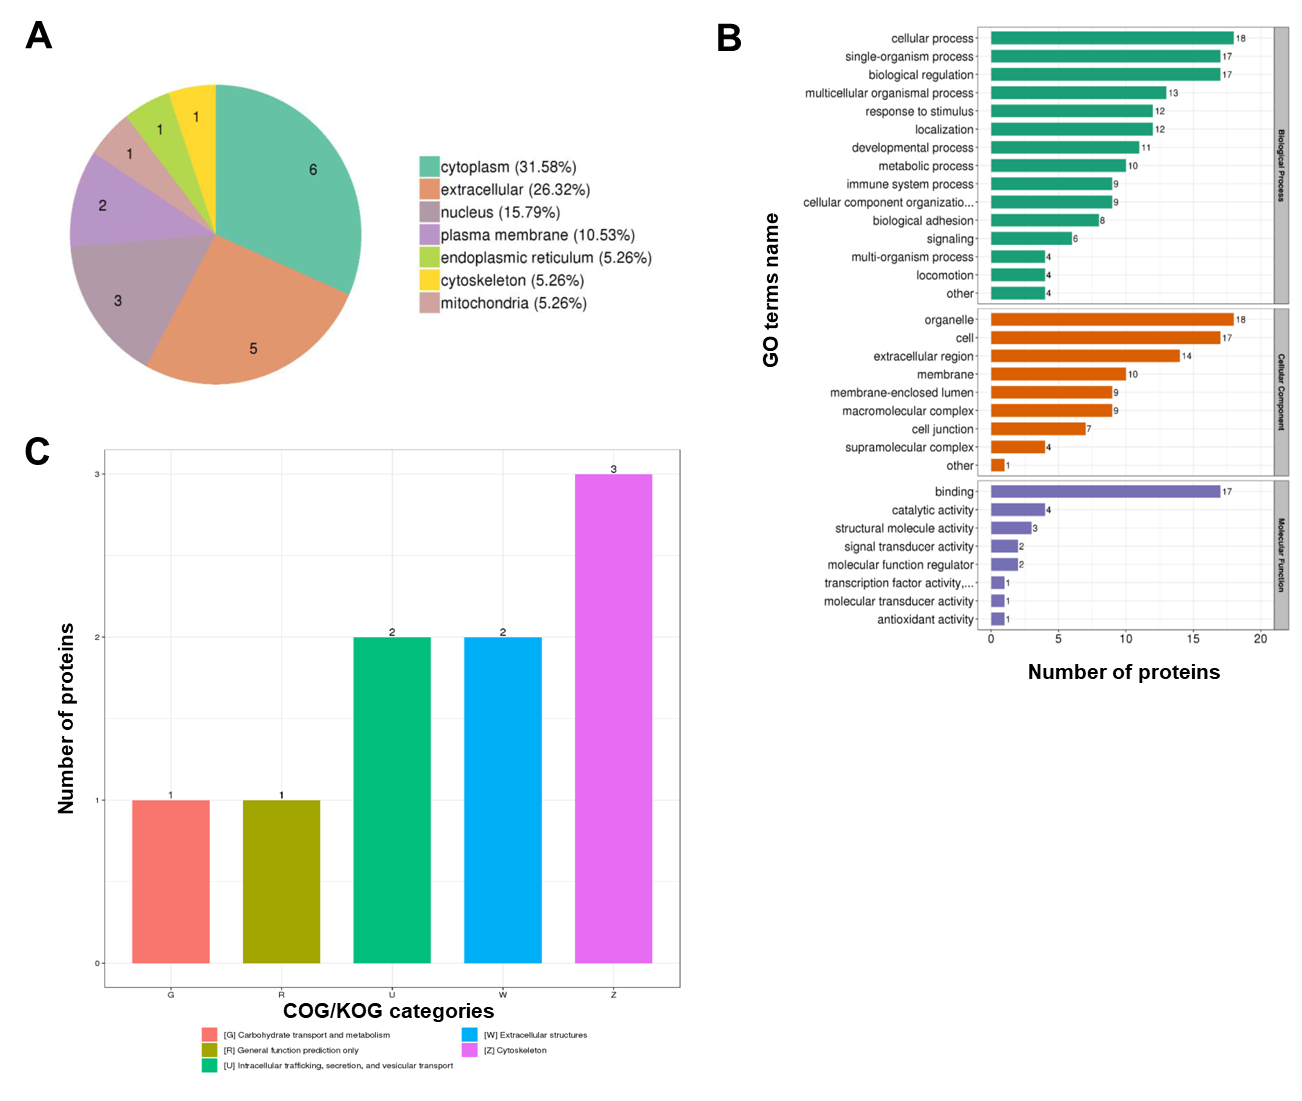 A
6
5
3
2
1
1
1
cytoplasm (31.58%)
extracellular (26.32%)
nucleus (15.79%)
plasma membrane (10.53%)
endoplasmic reticulum (5.26%)
cytoskeleton (5.26%)
mitochondria (5.26%)
B
GO terms name
cellular process 18
single-organism process 17
biological regulation 17
multicellular organismal process 13
response to stimulus 12
localization 12
developmental process 11
metabolic process 10
immune system process 9
cellular component organizatio... 9
biological adhesion 8
signaling 6
multi-organism process 4
locomotion 4
other 4
Biological Process
organelle 18
cell 17
extracellular region 14
membrane 10
membrane-enclosed lumen 9
macromolecular complex 9
cell junction 7
supramolecular complex 4
other 1
Cellular Component
binding 17
catalytic activity 4
structural molecule activity 3
signal transducer activity 2
molecular function regulator 2
transcription factor activity,... 1
molecular transducer activity 1
antioxidant activity 1
Molecular Function
0 5 10 15 20
Number of proteins
C
Number of proteins
3
2
1
0
1 1 2 2 3
G R U W Z
COG/KOG categories
[G] Carbohydrate transport and metabolism
[R] General function prediction only
[U] Intracellular trafficking, secretion, and vesicular transport
[W] Extracellular structures
[Z] Cytoskeleton